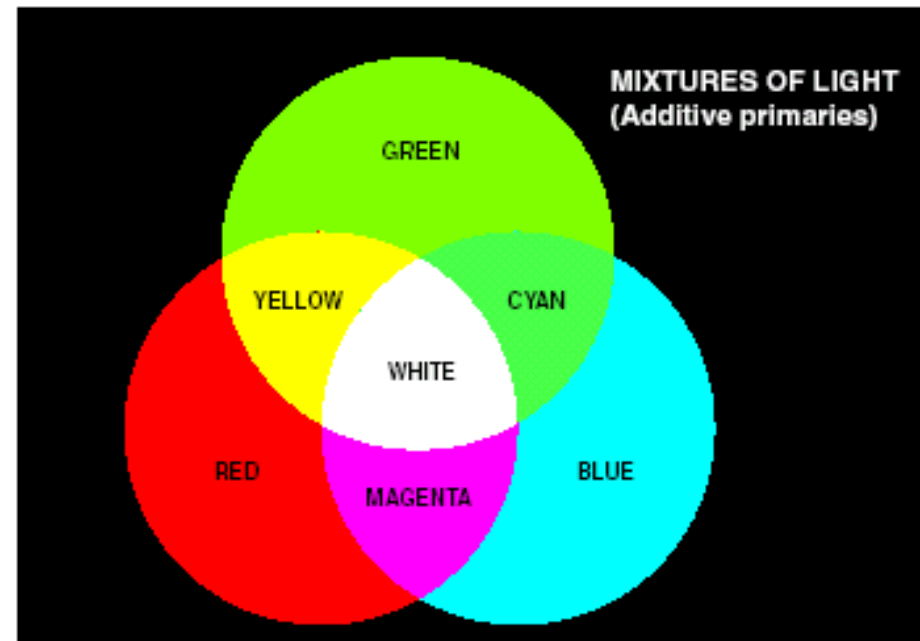 MIXTURES OF LIGHT
(Additive primaries)
GREEN
YELLOW
CYAN
WHITE
RED
BLUE
MAGENTA